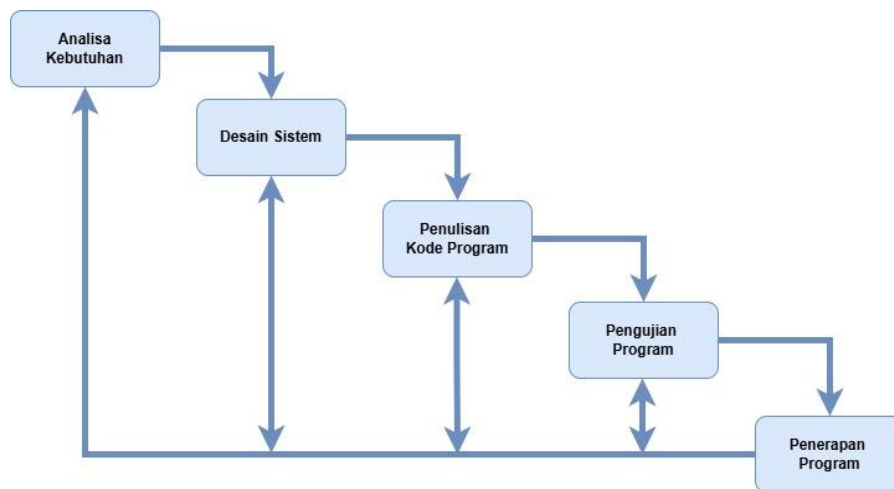 Analisa
Kebutuhan
Desain Sistem
Penulisan
Kode Program
Pengujian
Program
Penerapan
Program